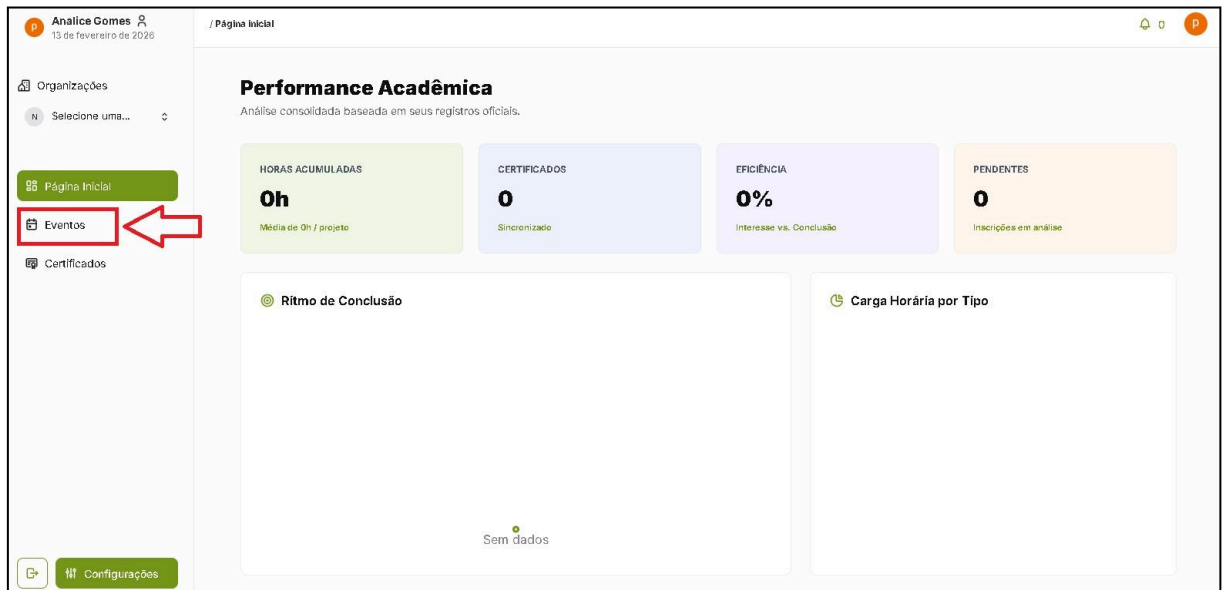 P
Analice Gomes
13 de fevereiro de 2026
/ Página inicial
0
P
Organizações
N
Selecione uma...
Página Inicial
Eventos
Certificados
Performance Acadêmica
Análise consolidada baseada em seus registros oficiais.
HORAS ACUMULADAS
0h
Média de 0h / projeto
CERTIFICADOS
0
Sincronizado
EFICIÊNCIA
0%
Interesse vs. Conclusão
PENDENTES
0
Inscrições em análise
Ritmo de Conclusão
Sem dados
Carga Horária por Tipo
Configurações